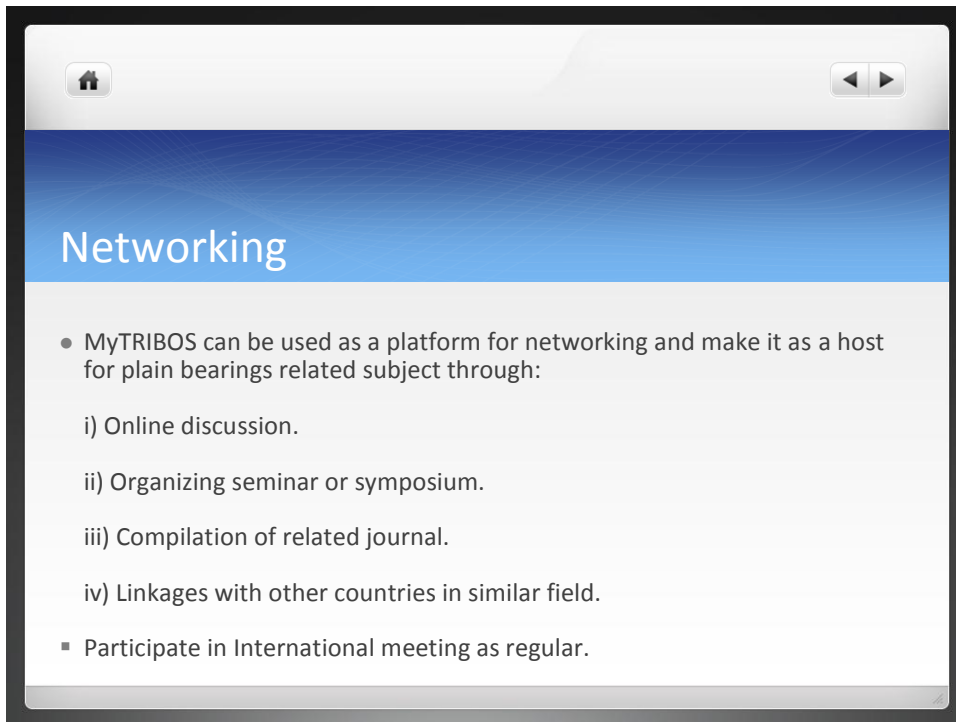 Networking
● MyTRIBOS can be used as a platform for networking and make it as a host
for plain bearings related subject through:
i) Online discussion.
ii) Organizing seminar or symposium.
iii) Compilation of related journal.
iv) Linkages with other countries in similar field.
▪ Participate in International meeting as regular.